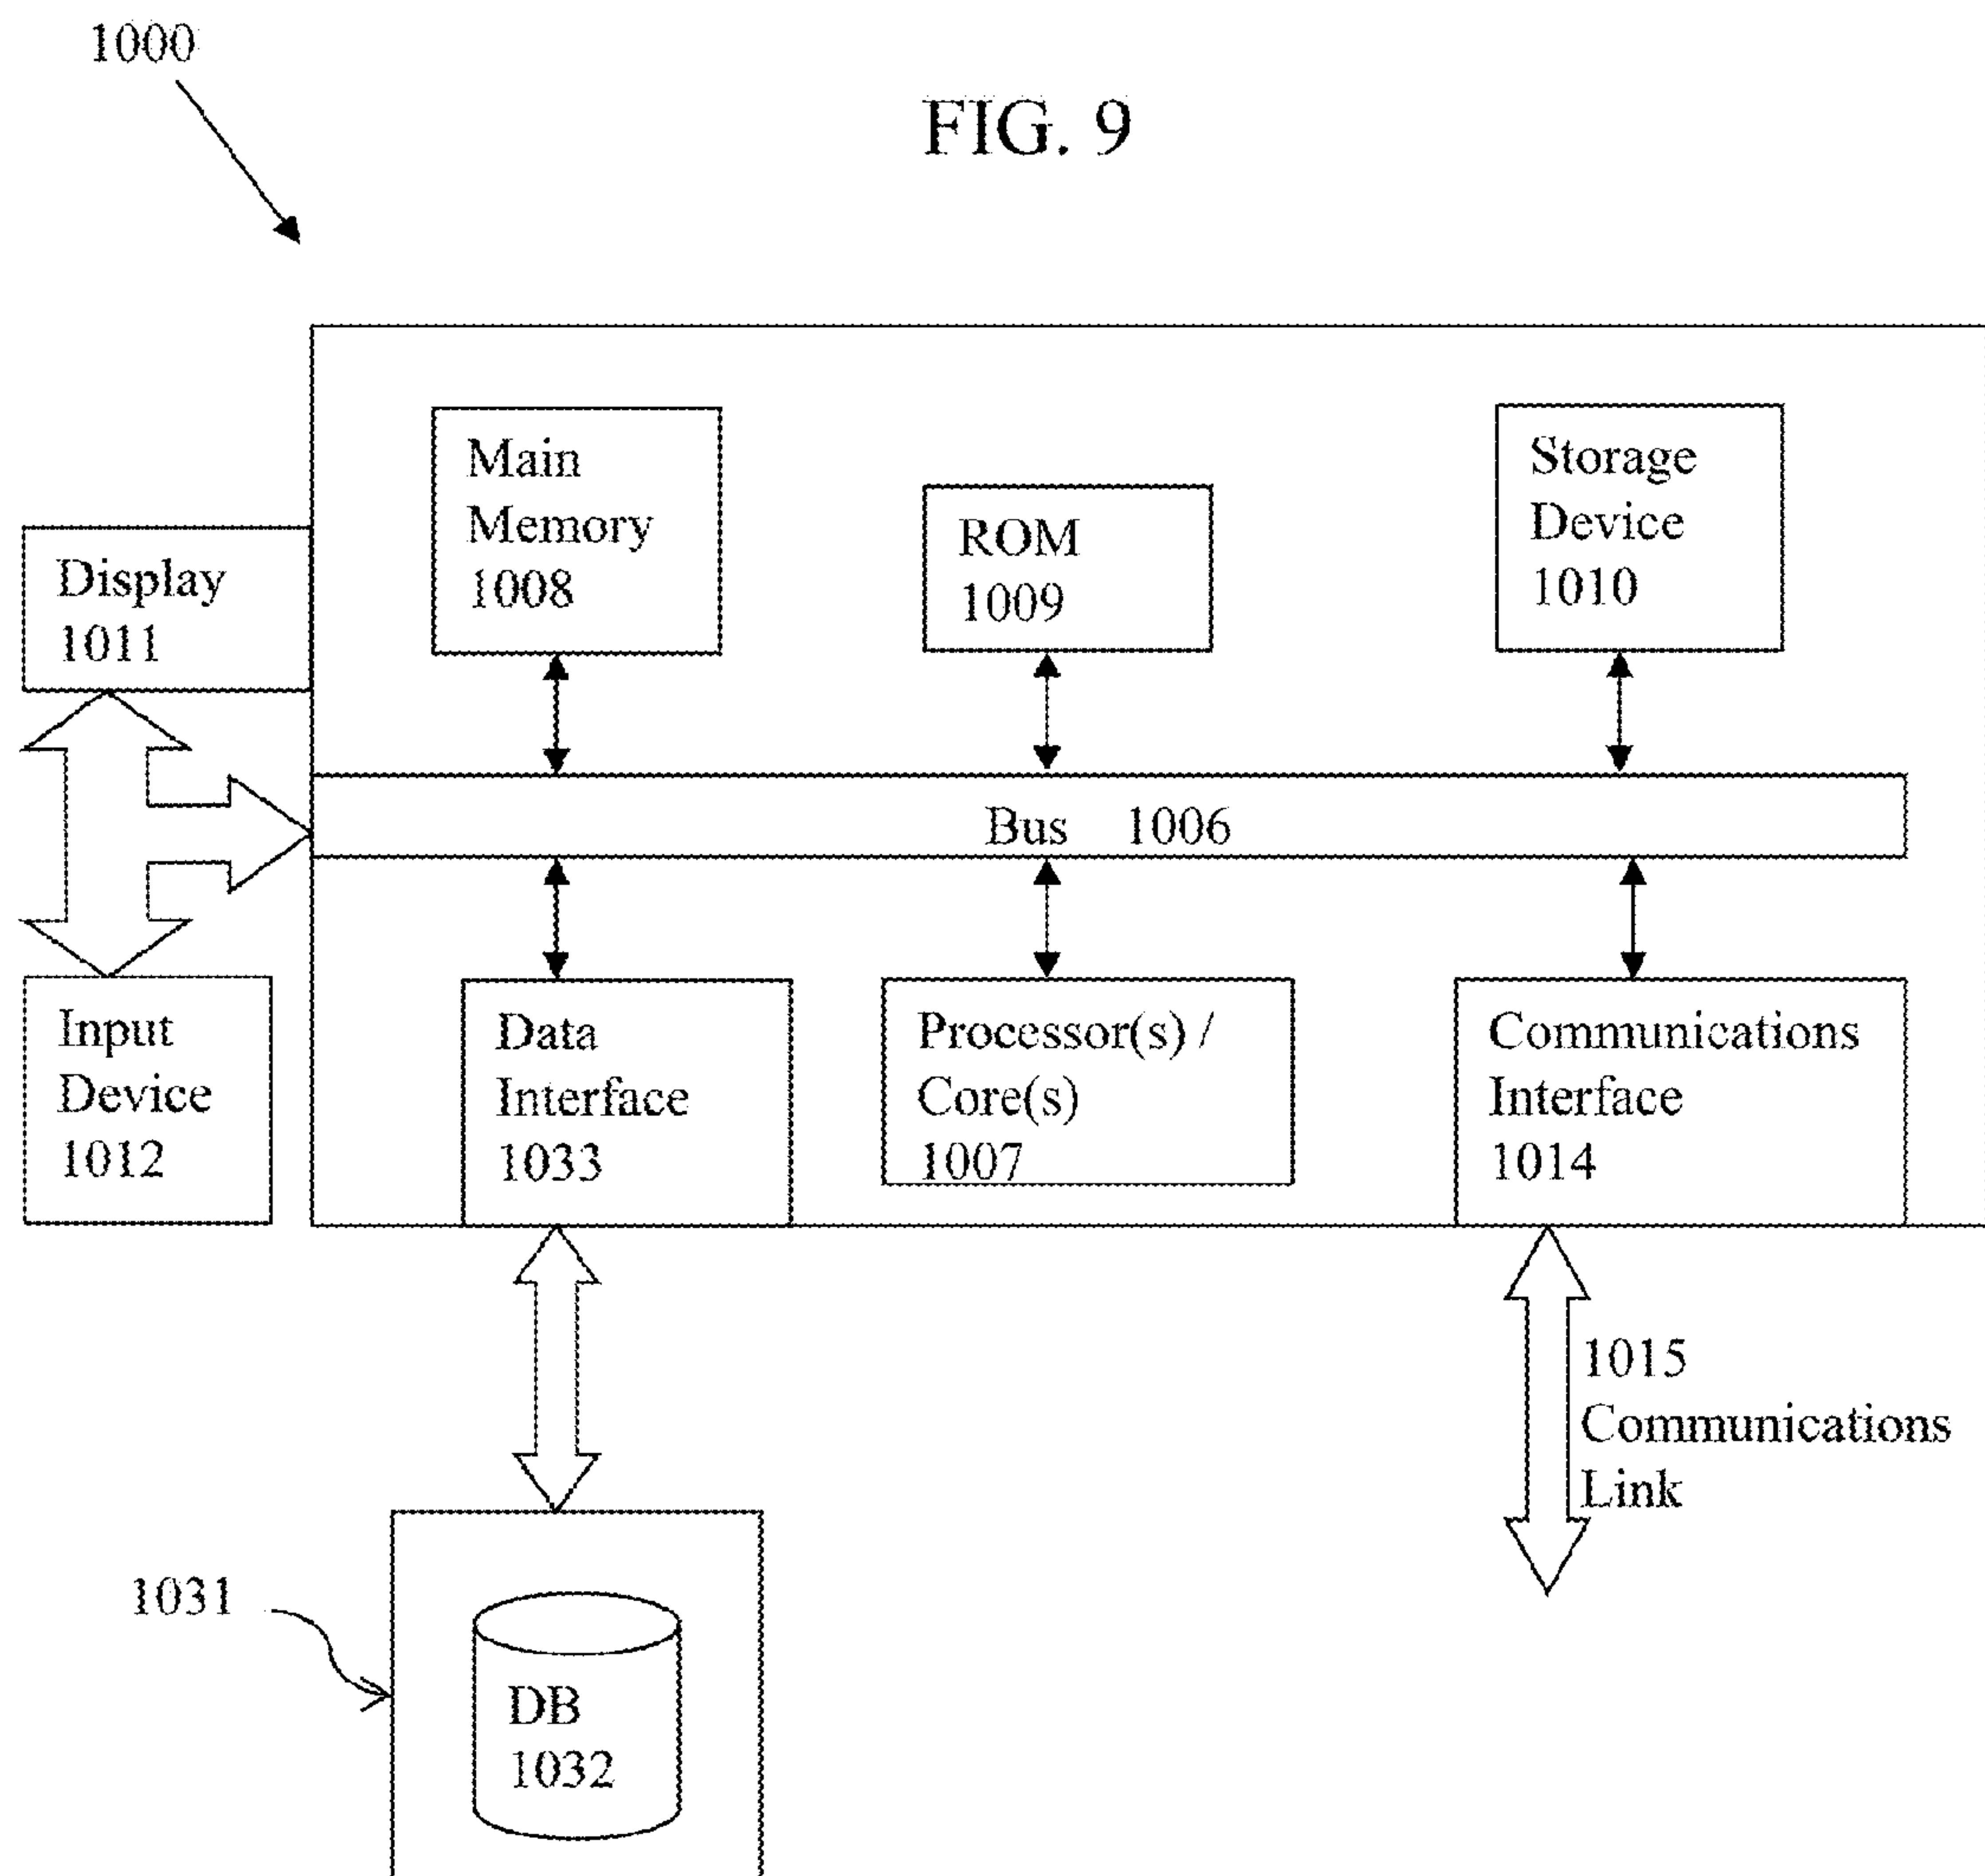 1000
FIG. 9
Main
Memory
1008
ROM
1009
Storage
Device
1010
Display
1011
Bus 1006
Input
Device
1012
Data
Interface
1033
Processor(s) /
Core(s)
1007
Communications
Interface
1014
1015
Communications
Link
1031
DB
1032